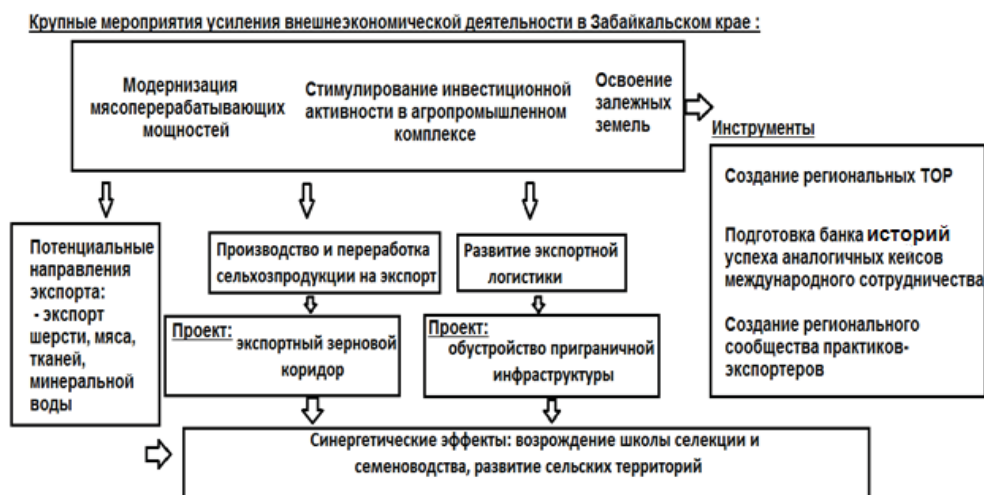 Крупные мероприятия усиления внешнеэкономической деятельности в Забайкальском крае :
Модернизация
мясоперерабатывающих
мощностей
Стимулирование инвестиционной
активности в агропромышленном
комплексе
Освоение
залежных
земель
Инструменты
Создание региональных ТОР
Подготовка банка историй
успеха аналогичных кейсов
международного сотрудничества
Создание регионального
сообщества практиков-
экспортеров
Потенциальные
направления
экспорта:
- экспорт
шерсти, мяса,
тканей,
минеральной
воды
Производство и переработка
сельхозпродукции на экспорт
Развитие экспортной
логистики
Проект:
экспортный зерновой
коридор
Проект:
обустройство приграничной
инфраструктуры
Синергетические эффекты: возрождение школы селекции и
семеноводства, развитие сельских территорий